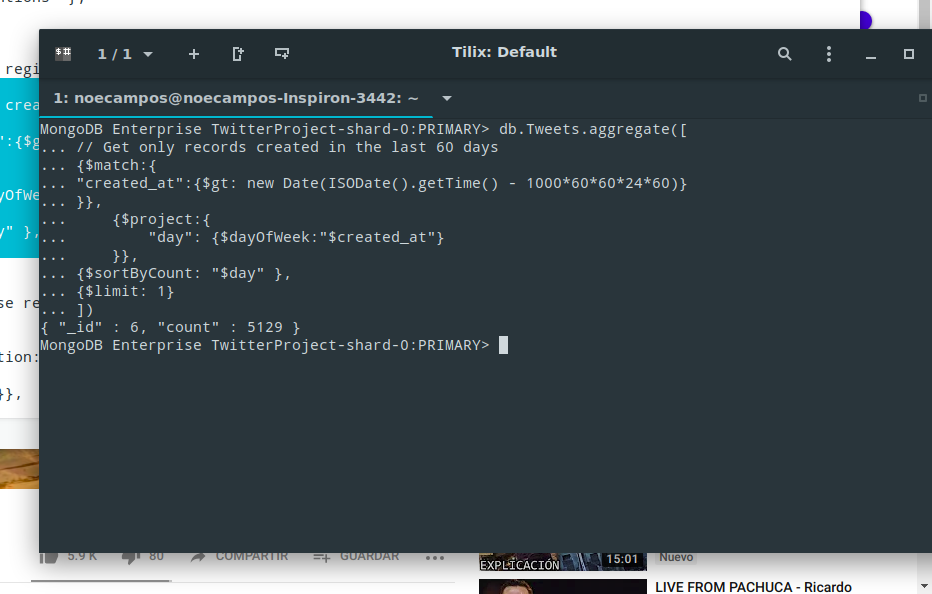 regi
crea
":{$g
yOfWe
y" },
se re
tion:
}},
1 / 1
Tilix: Default
1: noecampos@noecampos-Inspiron-3442: ~
MongoDB Enterprise TwitterProject-shard-0:PRIMARY> db.Tweets.aggregate([
... // Get only records created in the last 60 days
... {$match:{
... "created_at":{$gt: new Date(ISODate().getTime() - 1000*60*60*24*60)}
... }},
...     {$project:{
...         "day": {$dayOfWeek:"$created_at"}
...     }},
... {$sortByCount: "$day" },
... {$limit: 1}
... ])
{ "_id" : 6, "count" : 5129 }
MongoDB Enterprise TwitterProject-shard-0:PRIMARY>
5.9 K 80 COMPARTIR GUARDAR
EXPLICACIÓN 15:01
Nuevo
LIVE FROM PACHUCA - Ricardo